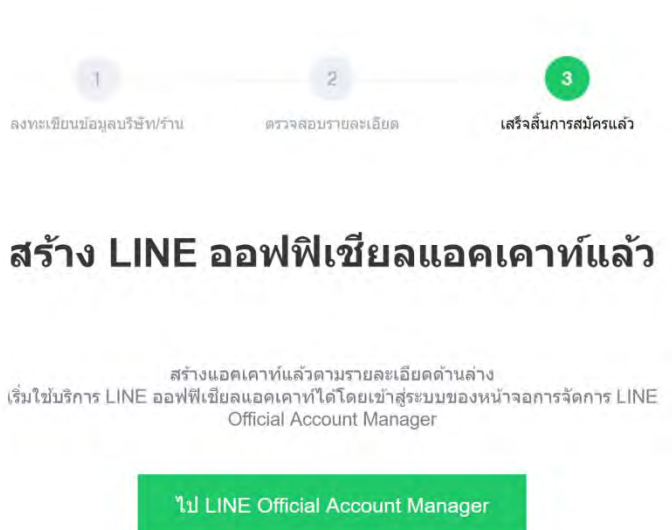 1
2
3
ลงทะเบียนข้อมูลบริษัท/ร้าน
ตรวจสอบรายละเอียด
เสร็จสิ้นการสมัครแล้ว
สร้าง LINE ออฟฟิเชียลแอคเคาท์แล้ว
สร้างแอคเคาท์แล้วตามรายละเอียดด้านล่าง
เริ่มใช้บริการ LINE ออฟฟิเชียลแอคเคาท์ได้โดยเข้าสู่ระบบของหน้าจอการจัดการ LINE
Official Account Manager
ไป LINE Official Account Manager